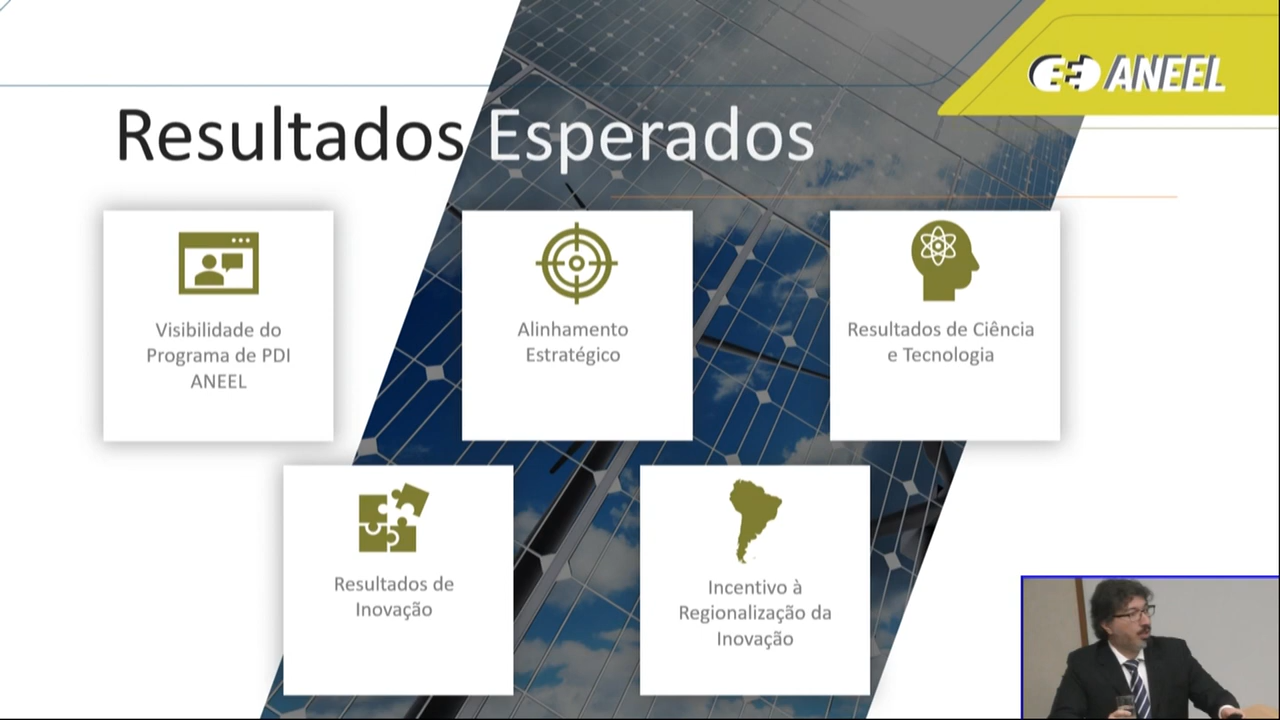 ANEEL
Resultados Esperados
Visibilidade do
Programa de PDI
ANEEL
Alinhamento
Estratégico
Resultados de Ciência
e Tecnologia
Resultados de
Inovação
Incentivo à
Regionalização da
Inovação